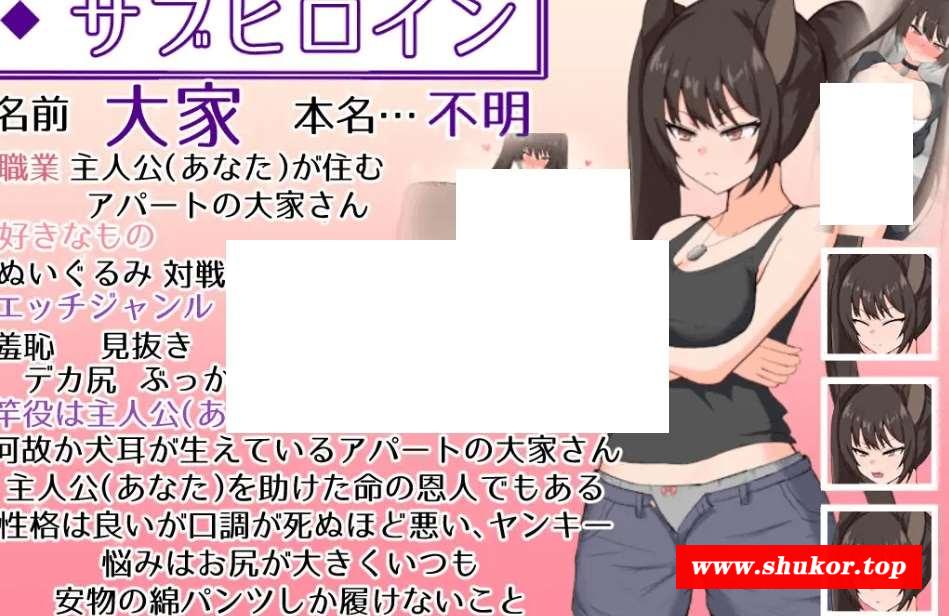 ◆ サブヒロイン
名前 大家 本名…不明
職業 主人公(あなた)が住む
アパートの大家さん
好きなもの
ぬいぐるみ 対戦
エッチジャンル
羞恥 見抜き
デカ尻 ぶっか
竿役は主人公(あ
何故か犬耳が生えているアパートの大家さん
主人公(あなた)を助けた命の恩人でもある
性格は良いが口調が死ぬほど悪い、ヤンキー
悩みはお尻が大きくいつも
安物の綿パンツしか履けないこと
www.shukor.top